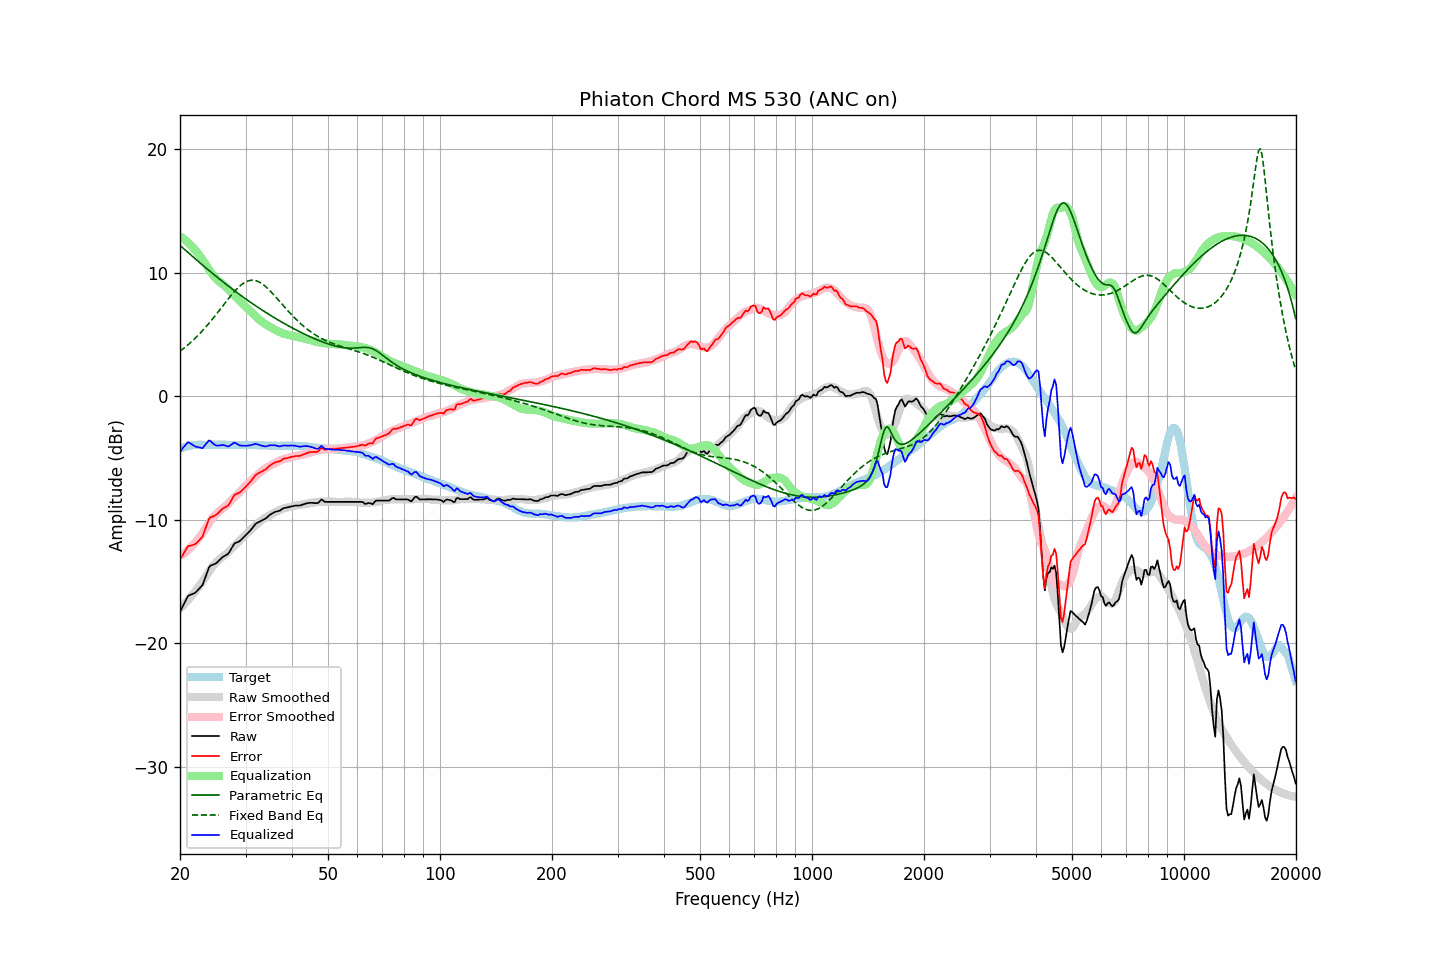 Phiaton Chord MS 530 (ANC on)
Amplitude (dBr)
20
10
0
−10
−20
−30
Target
Raw Smoothed
Error Smoothed
Raw
Error
Equalization
Parametric Eq
Fixed Band Eq
Equalized
20 50 100 200 500 1000 2000 5000 10000 20000
Frequency (Hz)